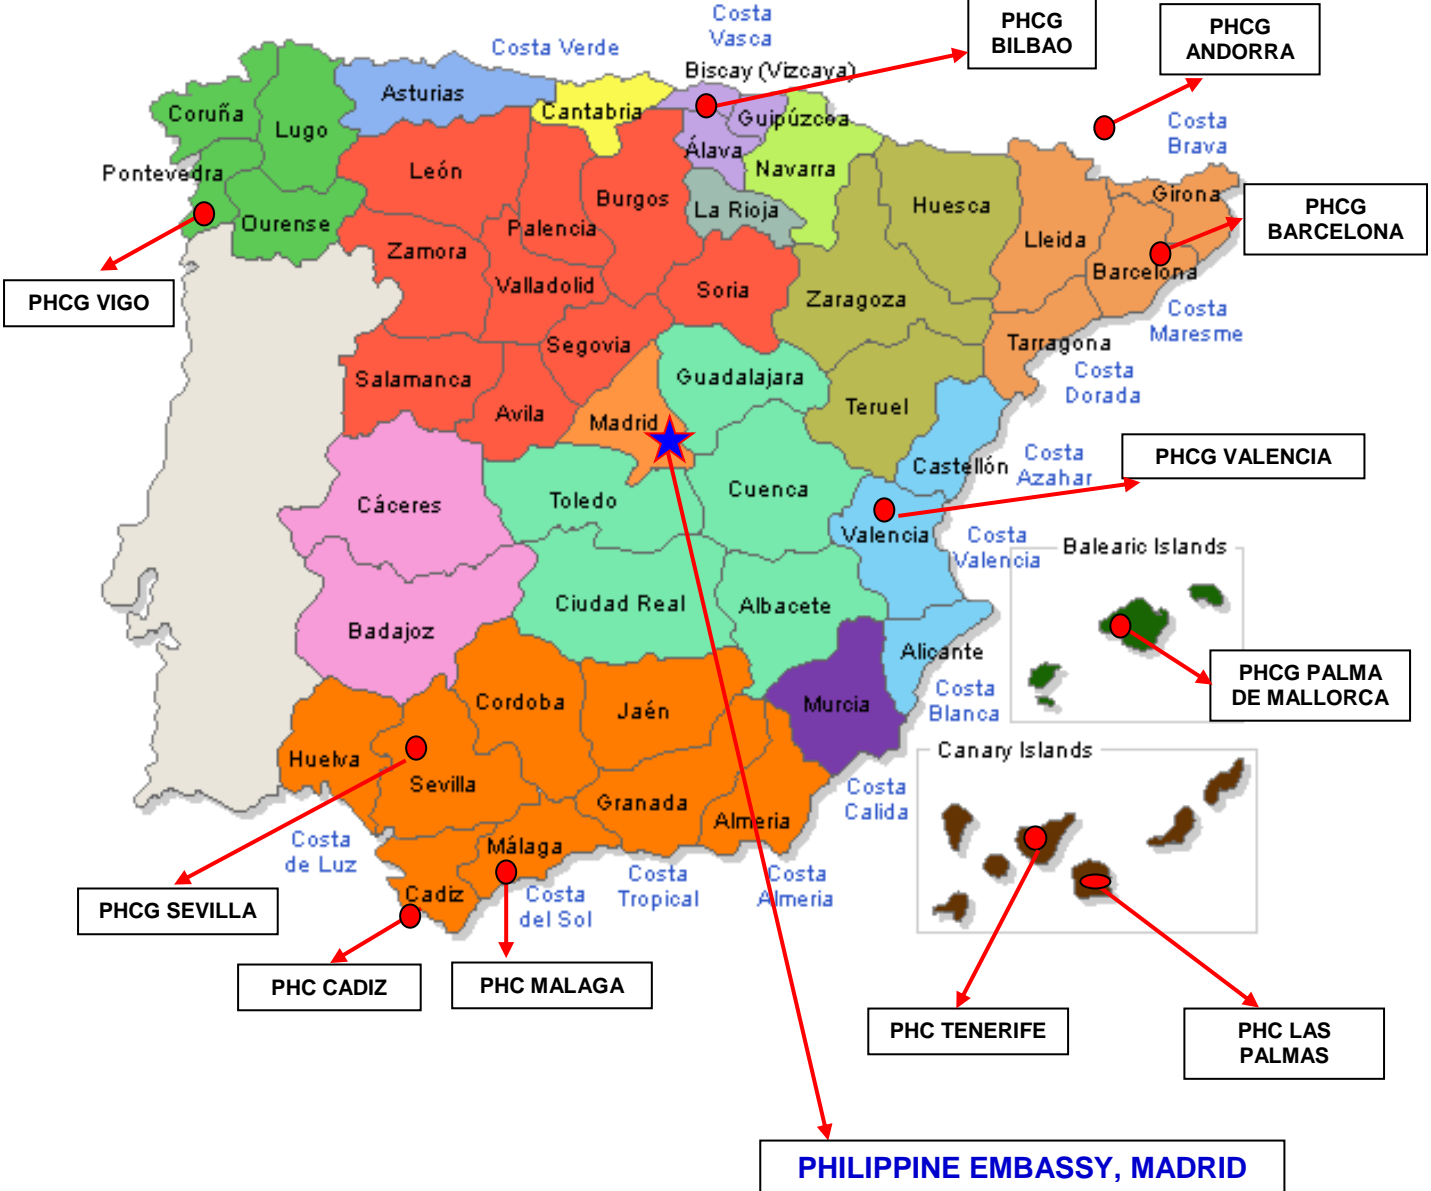 Costa
Vasca
PHCG
BILBAO
PHCG
ANDORRA
Costa Verde
Biscay (Vizcaya)
Asturias
Cantabria
Coruña
Lugo
Guipúzcoa
Costa
Brava
Álava
Navarra
León
Pontevedra
Burgos
La Rioja
Huesca
Girona
PHCG
BARCELONA
Ourense
Palencia
Zamora
Lleida
Barcelona
PHCG VIGO
Valladolid
Soria
Zaragoza
Costa
Maresme
Segovia
Tarragona
Salamanca
Guadalajara
Costa
Dorada
Avila
Madrid
Teruel
Castellón
Costa
Azahar
PHCG VALENCIA
Cáceres
Toledo
Cuenca
Valencia
Costa
Valencia
Balearic Islands
Ciudad Real
Albacete
Badajoz
Alicante
PHCG PALMA
DE MALLORCA
Cordoba
Jaén
Murcia
Costa
Blanca
Huelva
Sevilla
Canary Islands
Granada
Almeria
Costa
Calida
Costa
de Luz
Málaga
Cadiz
Costa
del Sol
Costa
Tropical
Costa
Almeria
PHCG SEVILLA
PHC CADIZ
PHC MALAGA
PHC TENERIFE
PHC LAS
PALMAS
PHILIPPINE EMBASSY, MADRID